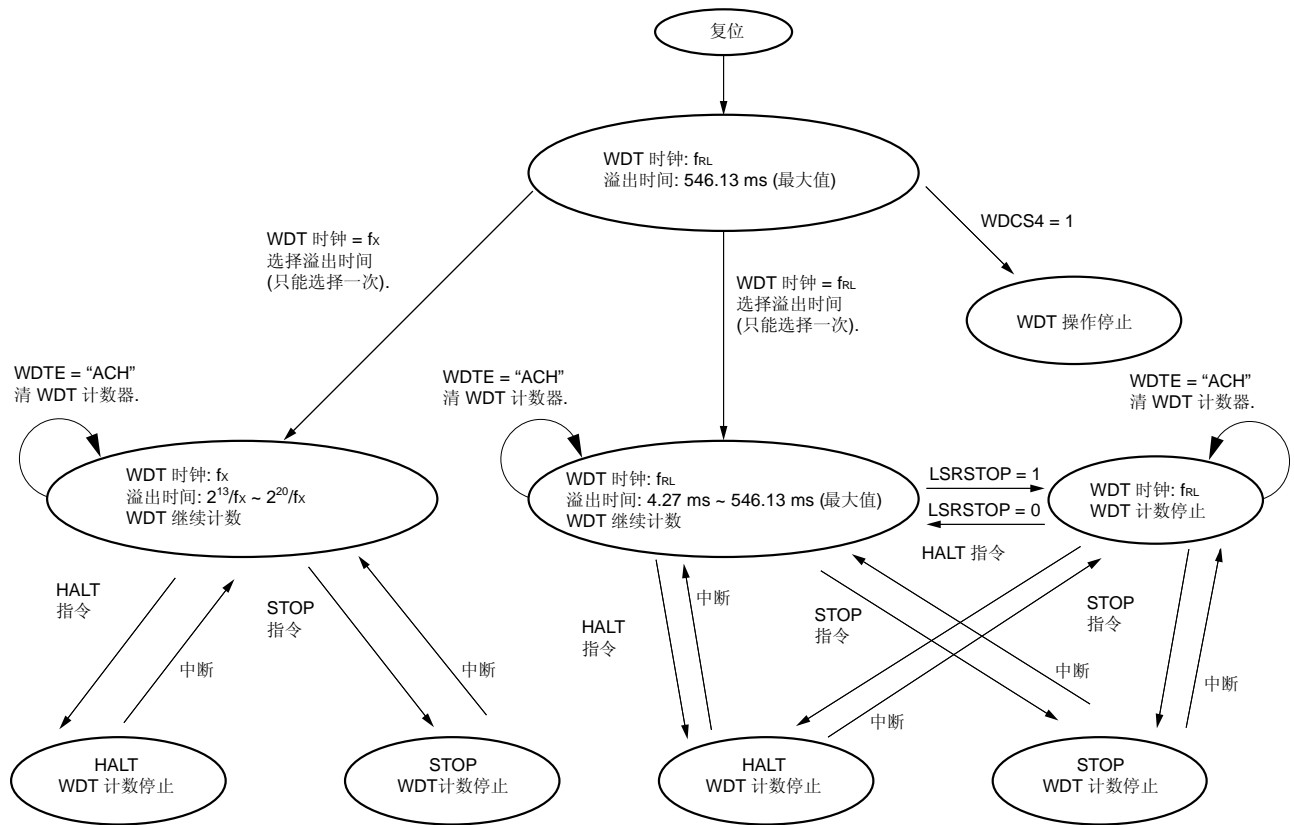 复位
WDT 时钟: fRL
溢出时间: 546.13 ms (最大值)
WDCS4 = 1
WDT 时钟 = fX
选择溢出时间
(只能选择一次).
WDT 时钟 = fRL
选择溢出时间
(只能选择一次).
WDT 操作停止
WDTE = “ACH”
清 WDT 计数器.
WDTE = “ACH”
清 WDT 计数器.
WDTE = “ACH”
清 WDT 计数器.
WDT 时钟: fX
溢出时间: 2¹³/fX ~ 2²⁰/fX
WDT 继续计数
WDT 时钟: fRL
溢出时间: 4.27 ms ~ 546.13 ms (最大值)
WDT 继续计数
LSRSTOP = 1
LSRSTOP = 0
WDT 时钟: fRL
WDT 计数停止
HALT 指令
HALT
指令
中断
STOP
指令
中断
HALT
指令
中断
STOP
指令
中断
STOP
指令
中断
中断
HALT
WDT 计数停止
STOP
WDT计数停止
HALT
WDT 计数停止
STOP
WDT 计数停止